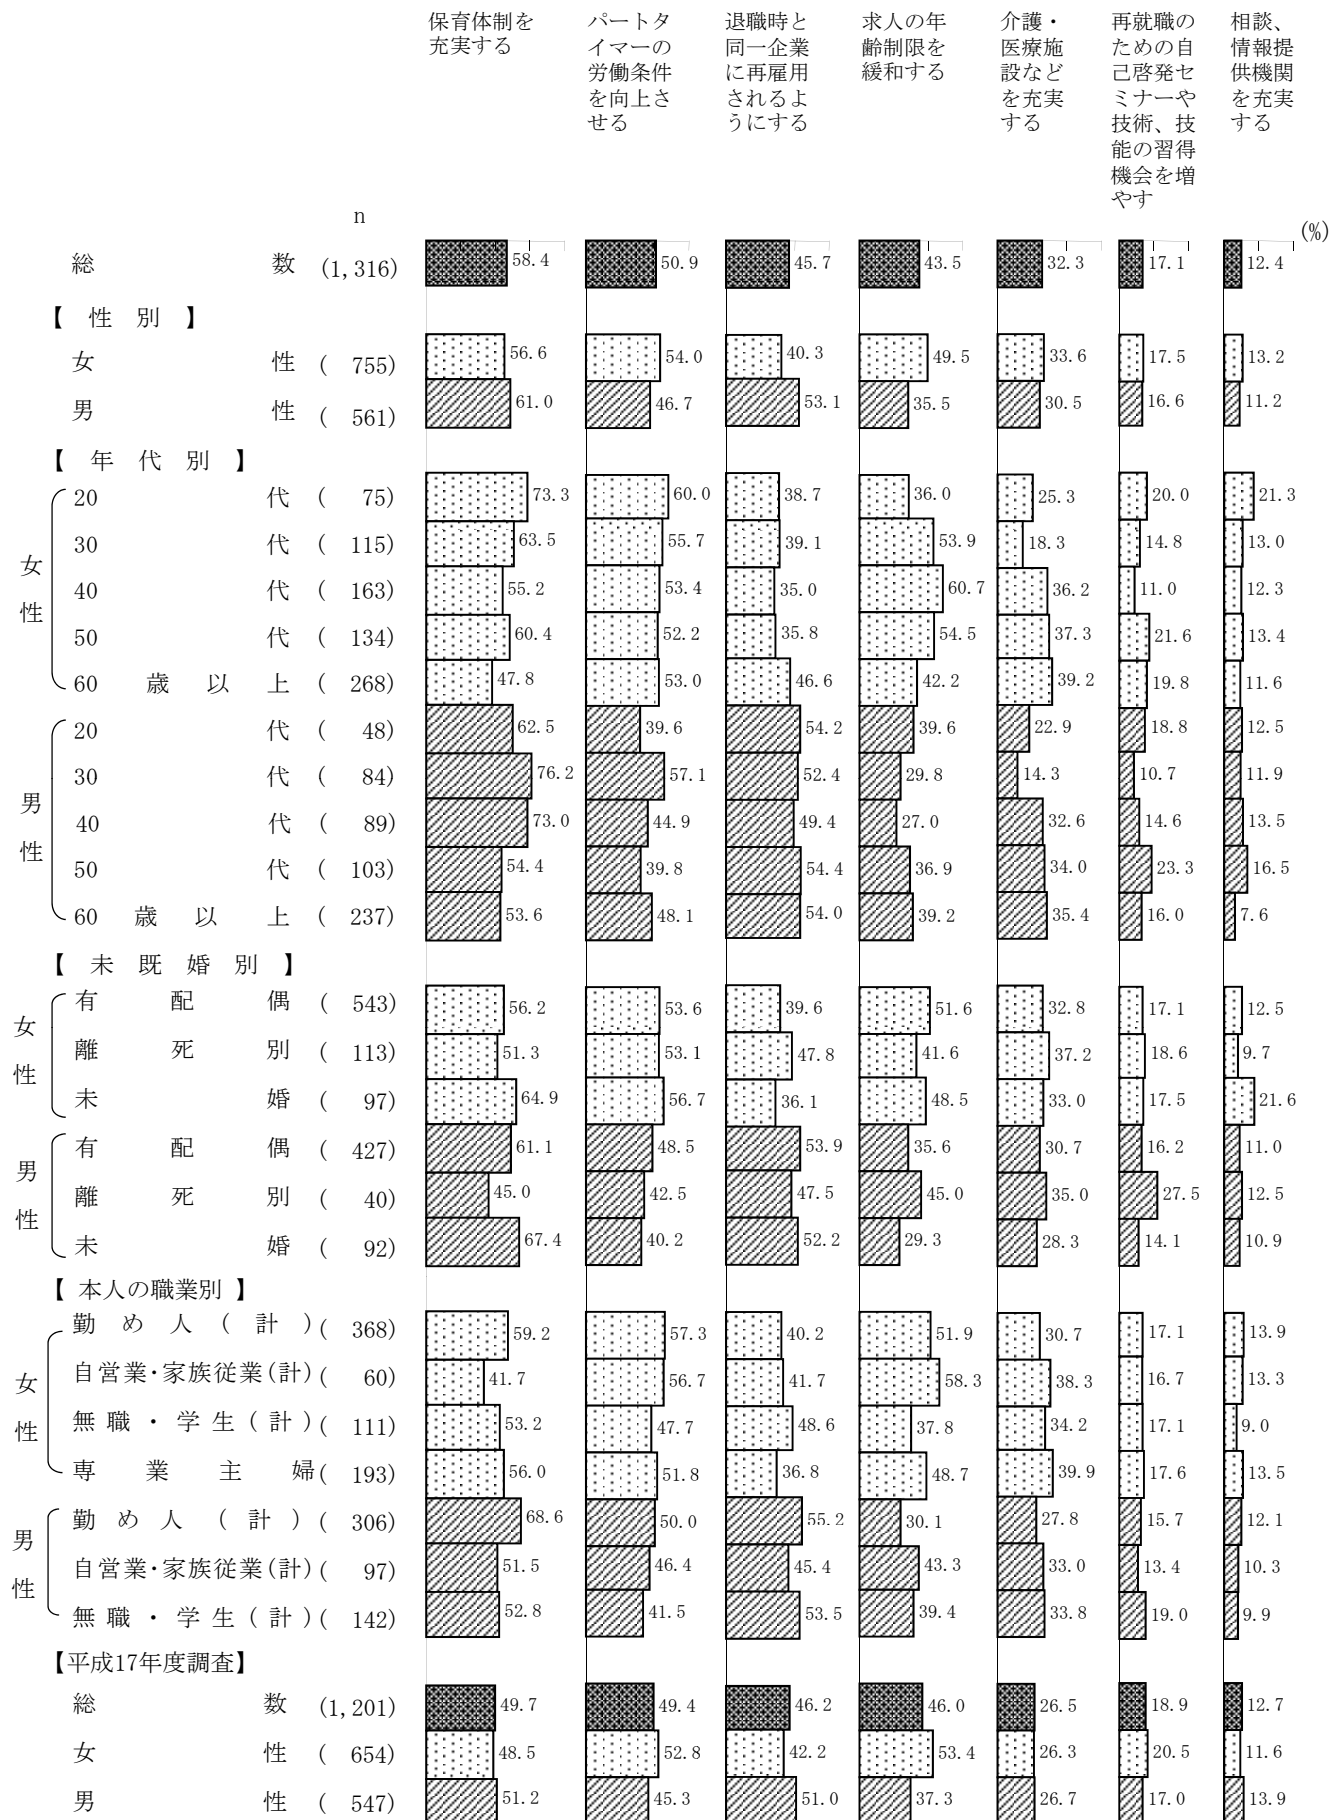 保育体制を
充実する
パートタ
イマーの
労働条件
を向上さ
せる
退職時と
同一企業
に再雇用
されるよ
うにする
求人の年
齢制限を
緩和する
介護・
医療施
設など
を充実
する
再就職の
ための自
己啓発セ
ミナーや
技術、技
能の習得
機会を増
やす
相談、
情報提
供機関
を充実
する
n
(%)
総数 (1,316) 58.4 50.9 45.7 43.5 32.3 17.1 12.4
【 性 別 】
女性 ( 755) 56.6 54.0 40.3 49.5 33.6 17.5 13.2
男性 ( 561) 61.0 46.7 53.1 35.5 30.5 16.6 11.2
【 年 代 別 】
女性
20代 ( 75) 73.3 60.0 38.7 36.0 25.3 20.0 21.3
30代 ( 115) 63.5 55.7 39.1 53.9 18.3 14.8 13.0
40代 ( 163) 55.2 53.4 35.0 60.7 36.2 11.0 12.3
50代 ( 134) 60.4 52.2 35.8 54.5 37.3 21.6 13.4
60歳以上 ( 268) 47.8 53.0 46.6 42.2 39.2 19.8 11.6
男性
20代 ( 48) 62.5 39.6 54.2 39.6 22.9 18.8 12.5
30代 ( 84) 76.2 57.1 52.4 29.8 14.3 10.7 11.9
40代 ( 89) 73.0 44.9 49.4 27.0 32.6 14.6 13.5
50代 ( 103) 54.4 39.8 54.4 36.9 34.0 23.3 16.5
60歳以上 ( 237) 53.6 48.1 54.0 39.2 35.4 16.0 7.6
【 未 既 婚 別 】
女性
有配偶 ( 543) 56.2 53.6 39.6 51.6 32.8 17.1 12.5
離死別 ( 113) 51.3 53.1 47.8 41.6 37.2 18.6 9.7
未婚 ( 97) 64.9 56.7 36.1 48.5 33.0 17.5 21.6
男性
有配偶 ( 427) 61.1 48.5 53.9 35.6 30.7 16.2 11.0
離死別 ( 40) 45.0 42.5 47.5 45.0 35.0 27.5 12.5
未婚 ( 92) 67.4 40.2 52.2 29.3 28.3 14.1 10.9
【 本人の職業別 】
女性
勤め人(計) ( 368) 59.2 57.3 40.2 51.9 30.7 17.1 13.9
自営業・家族従業(計) ( 60) 41.7 56.7 41.7 58.3 38.3 16.7 13.3
無職・学生(計) ( 111) 53.2 47.7 48.6 37.8 34.2 17.1 9.0
専業主婦 ( 193) 56.0 51.8 36.8 48.7 39.9 17.6 13.5
男性
勤め人(計) ( 306) 68.6 50.0 55.2 30.1 27.8 15.7 12.1
自営業・家族従業(計) ( 97) 51.5 46.4 45.4 43.3 33.0 13.4 10.3
無職・学生(計) ( 142) 52.8 41.5 53.5 39.4 33.8 19.0 9.9
【平成17年度調査】
総数 (1,201) 49.7 49.4 46.2 46.0 26.5 18.9 12.7
女性 ( 654) 48.5 52.8 42.2 53.4 26.3 20.5 11.6
男性 ( 547) 51.2 45.3 51.0 37.3 26.7 17.0 13.9